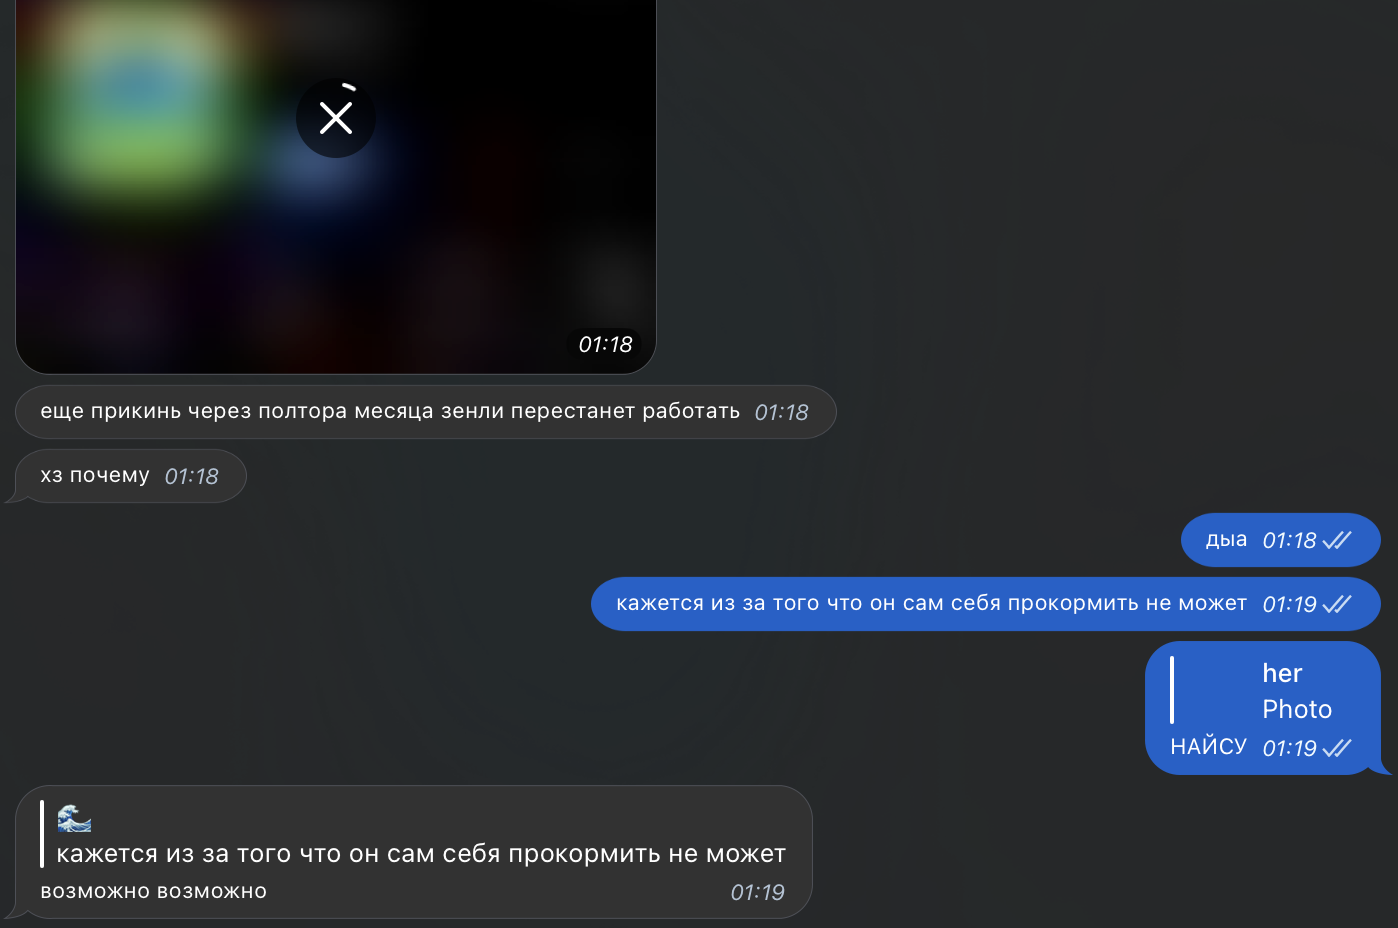 01:18
еще прикинь через полтора месяца зенли перестанет работать 01:18
хз почему 01:18
дыа 01:18
кажется из за того что он сам себя прокормить не может 01:19
her
Photo
НАЙСУ 01:19
🌊
кажется из за того что он сам себя прокормить не может
возможно возможно 01:19